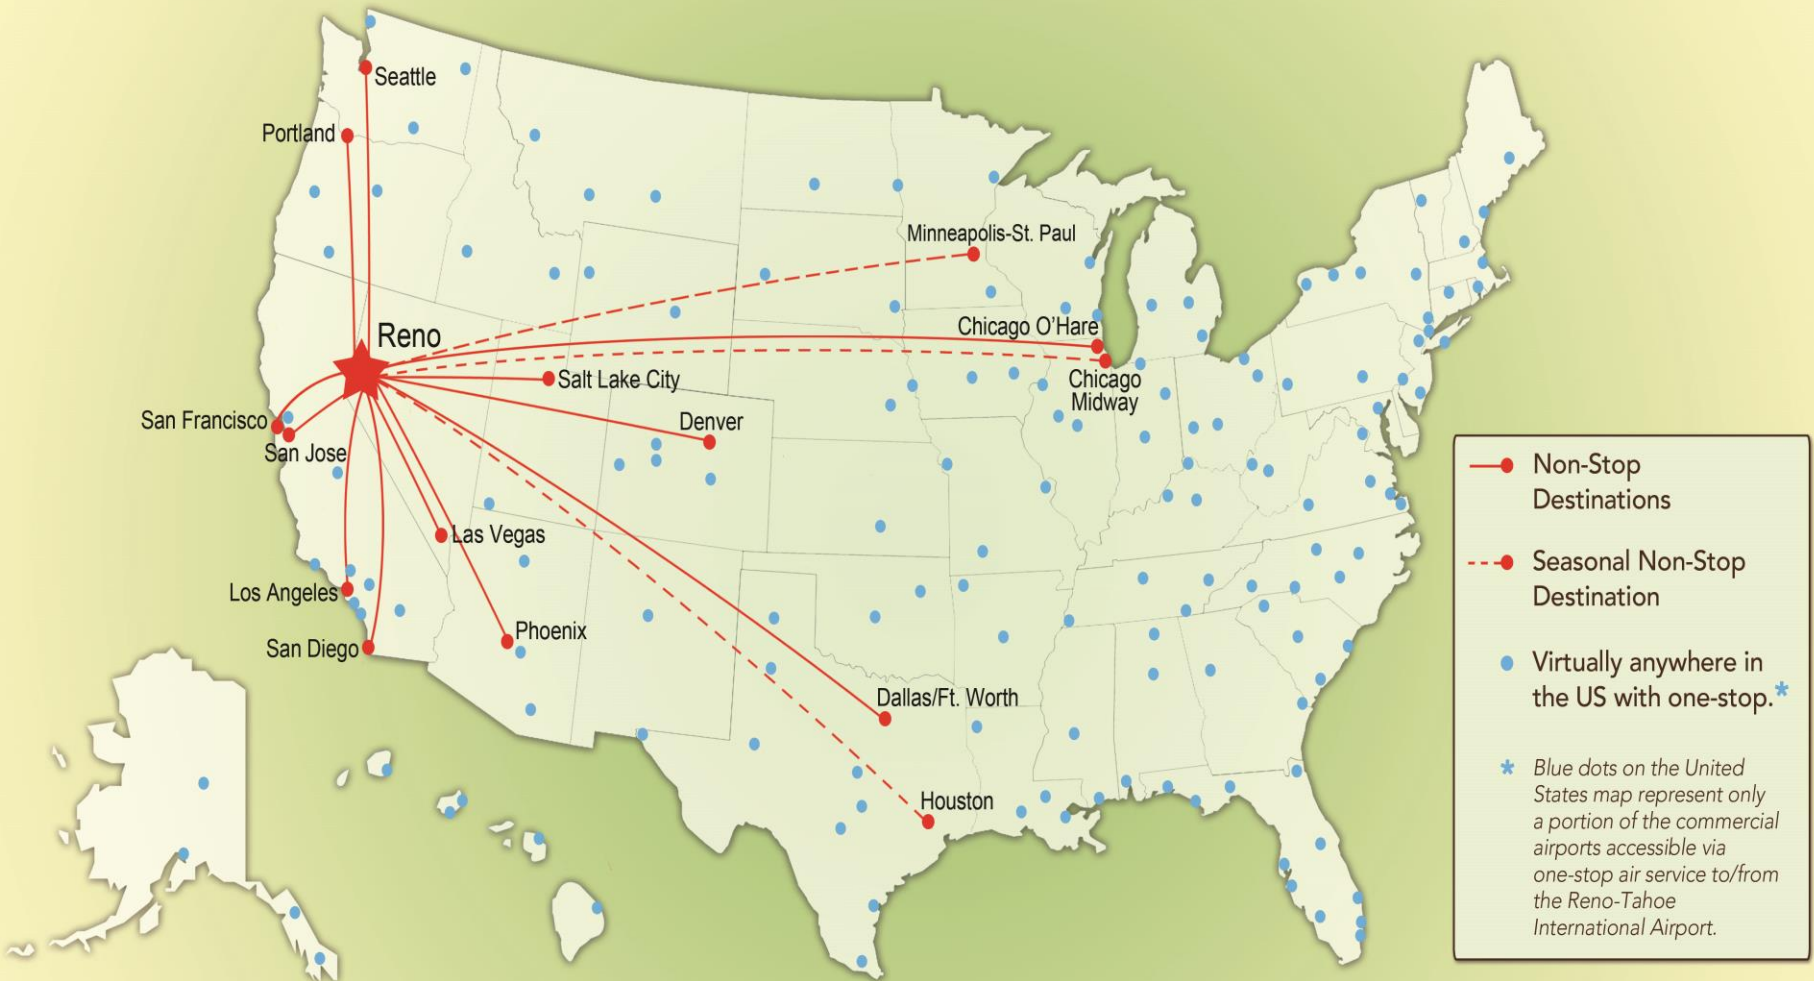 Seattle
Portland
Minneapolis-St. Paul
Reno
Chicago O'Hare
Salt Lake City
Chicago
Midway
San Francisco
Denver
San Jose
Las Vegas
Los Angeles
Phoenix
San Diego
Dallas/Ft. Worth
Houston
Non-Stop
Destinations
Seasonal Non-Stop
Destination
Virtually anywhere in
the US with one-stop.*
* Blue dots on the United
States map represent only
a portion of the commercial
airports accessible via
one-stop air service to/from
the Reno-Tahoe
International Airport.